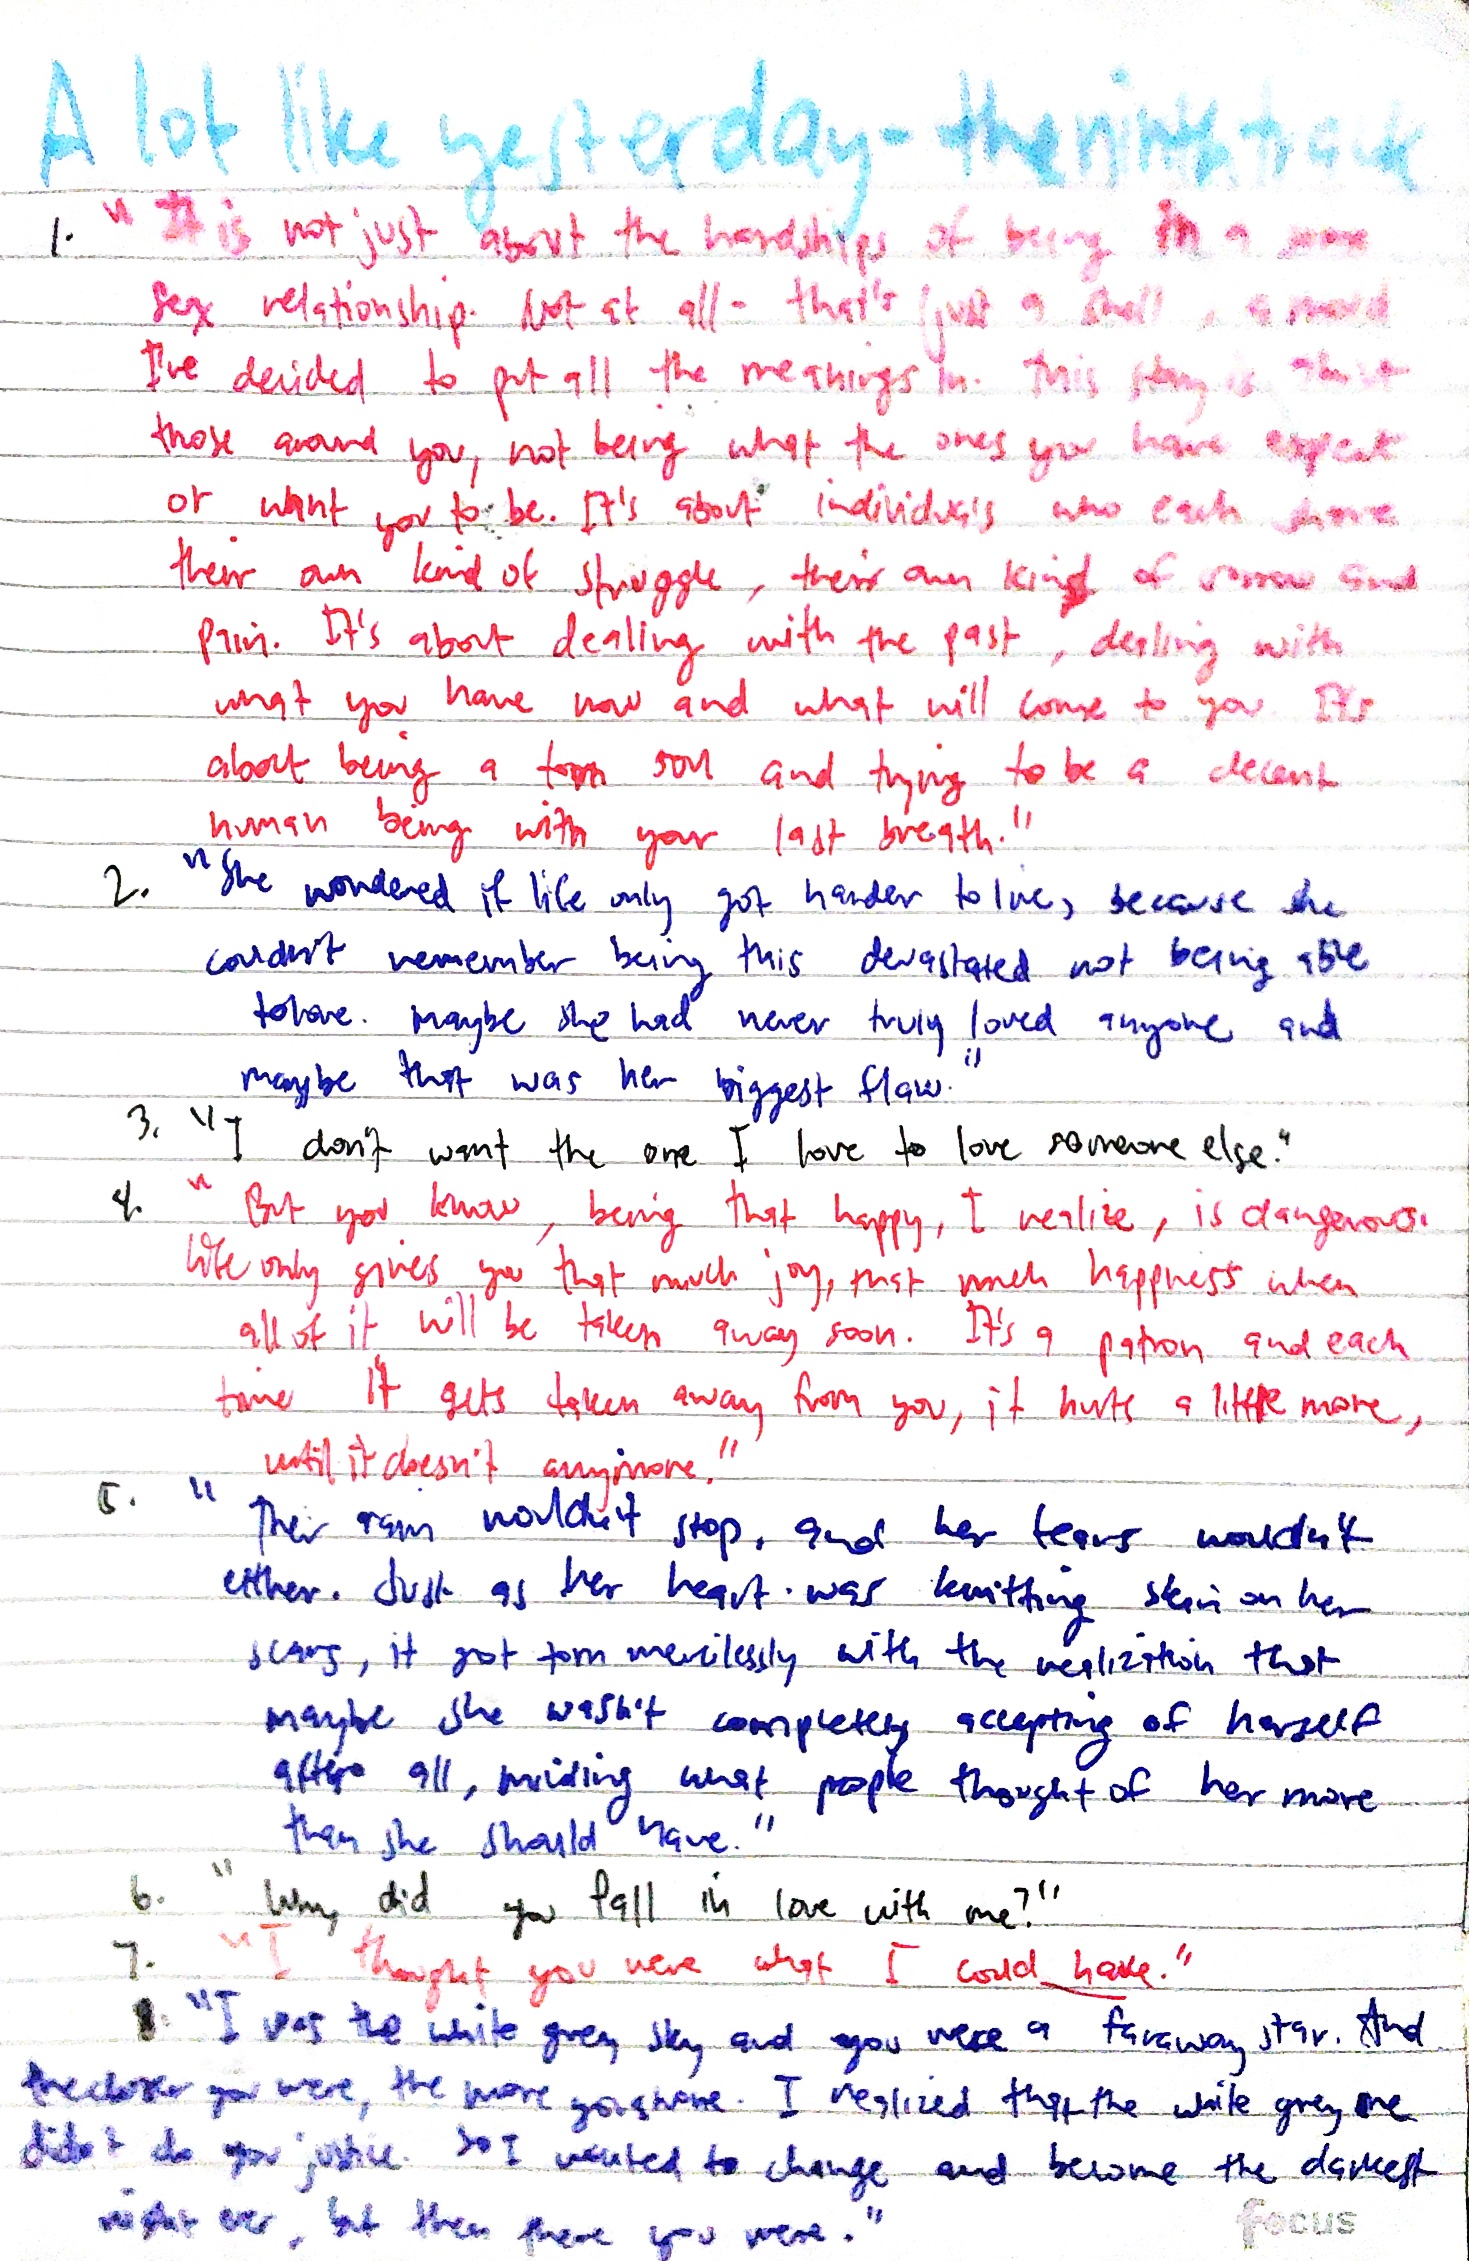 A lot like yesterday - theninthtrack
1. "It is not just about the hardships of being in a same
sex relationship. Not at all - that's just a small, a mold
I've decided to put all the meanings in. This story is about
those around you, not being what the ones you have expect
or want you to be. It's about individuals who each have
their own kind of struggle, their own kind of sorrow and
pain. It's about dealing with the past, dealing with
what you have now and what will come to you. It's
about being a torn soul and trying to be a decent
human being with your last breath."
2. "She wondered if life only got harder to live, because she
couldn't remember being this devastated not being able
to love. Maybe she had never truly loved anyone and
maybe that was her biggest flaw."
3. "I don't want the one I love to love someone else."
4. "But you know, being that happy, I realize, is dangerous.
Life only gives you that much joy, that much happiness when
all of it will be taken away soon. It's a patron and each
time it gets taken away from you, it hurts a little more,
until it doesn't anymore."
5. "Their rain wouldn't stop, and her tears wouldn't
either. Just as her heart was knitting skin on her
scars, it got torn mercilessly with the realization that
maybe she wasn't completely accepting of herself
after all, minding what people thought of her more
than she should have."
6. "Why did you fall in love with me?"
7. "I thought you were what I could have."
"I was the white grey sky and you were a faraway star. And
the closer you were, the more you shone. I realized that the white grey me
didn't do you justice. So I wanted to change and become the darkest
night ever, but then there you were."
focus